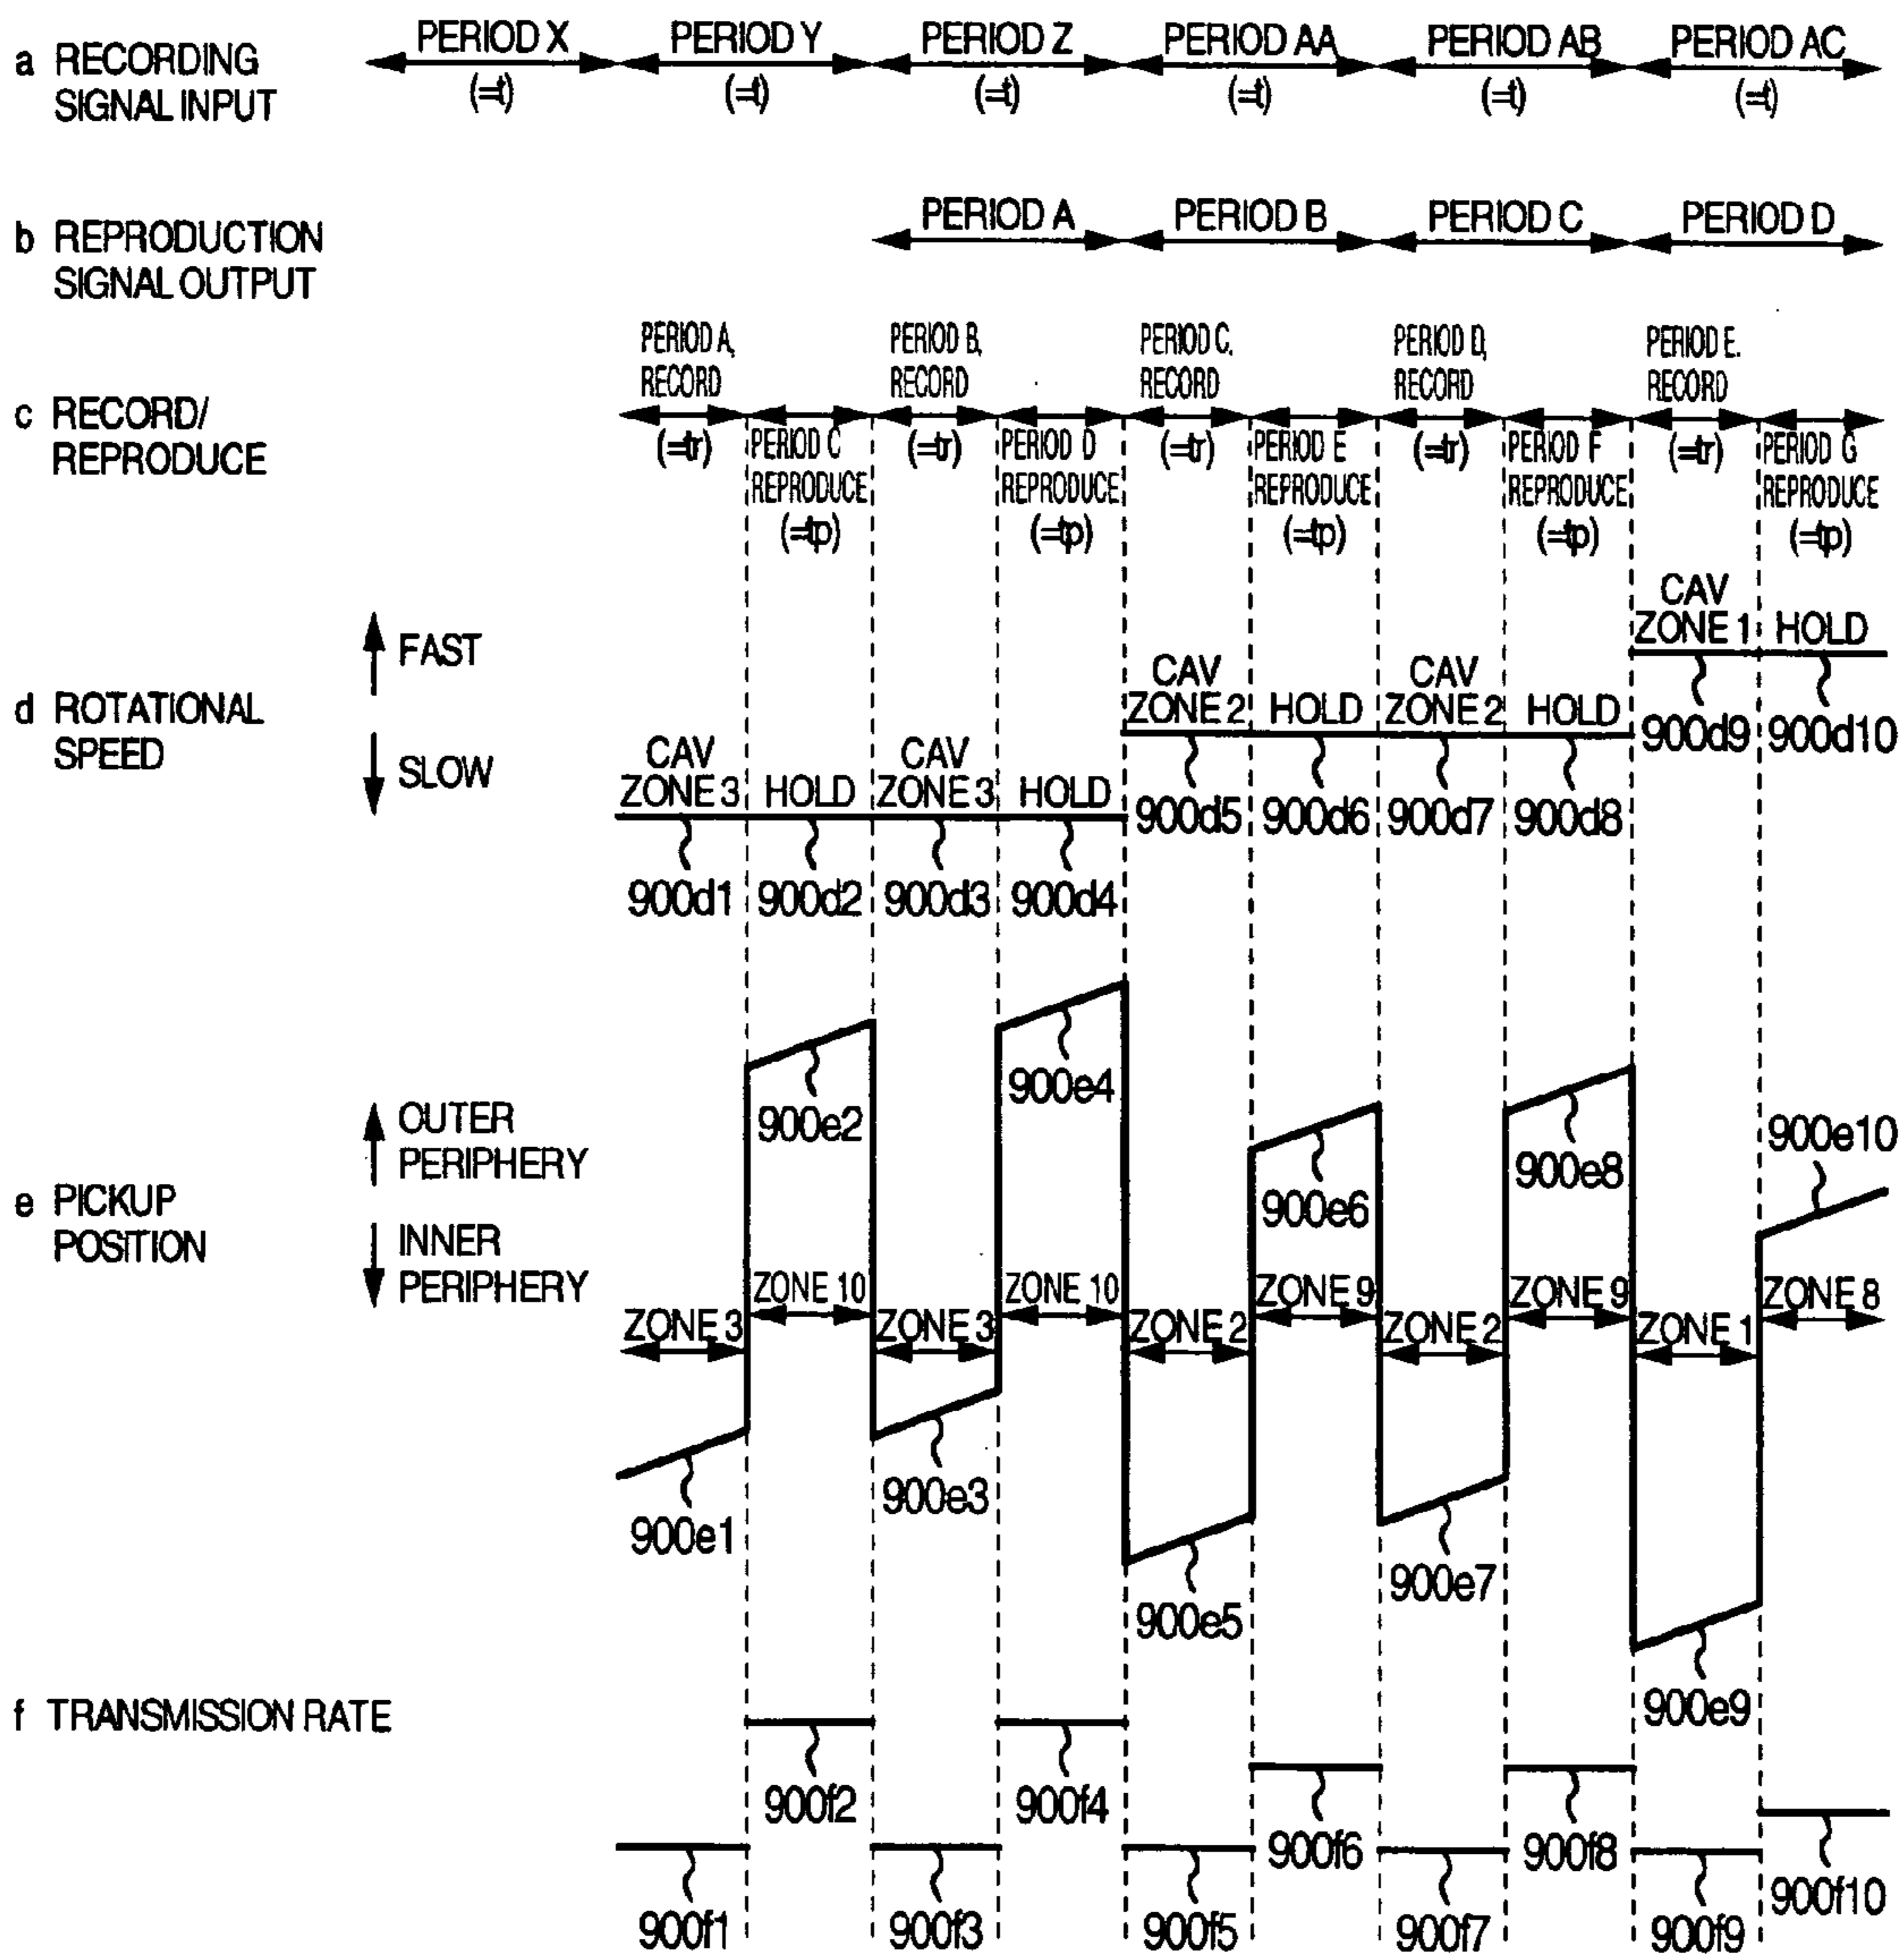 a RECORDING
SIGNAL INPUT
PERIOD X
(=t)
PERIOD Y
(=t)
PERIOD Z
(=t)
PERIOD AA
(=t)
PERIOD AB
(=t)
PERIOD AC
(=t)
b REPRODUCTION
SIGNAL OUTPUT
PERIOD A
PERIOD B
PERIOD C
PERIOD D
c RECORD/
REPRODUCE
PERIOD A,
RECORD
(=tr)
PERIOD C
REPRODUCE
(=tp)
PERIOD B,
RECORD
(=tr)
PERIOD D
REPRODUCE
(=tp)
PERIOD C.
RECORD
(=tr)
PERIOD E
REPRODUCE
(=tp)
PERIOD D,
RECORD
(=tr)
PERIOD F
REPRODUCE
(=tp)
PERIOD E.
RECORD
(=tr)
PERIOD G
REPRODUCE
(=tp)
d ROTATIONAL
SPEED
FAST
SLOW
CAV
ZONE 3
HOLD
CAV
ZONE 3
HOLD
CAV
ZONE 2
HOLD
CAV
ZONE 2
HOLD
CAV
ZONE 1
HOLD
900d1
900d2
900d3
900d4
900d5
900d6
900d7
900d8
900d9
900d10
e PICKUP
POSITION
OUTER
PERIPHERY
INNER
PERIPHERY
ZONE 3
ZONE 10
ZONE 3
ZONE 10
ZONE 2
ZONE 9
ZONE 2
ZONE 9
ZONE 1
ZONE 8
900e1
900e2
900e3
900e4
900e5
900e6
900e7
900e8
900e9
900e10
f TRANSMISSION RATE
900f1
900f2
900f3
900f4
900f5
900f6
900f7
900f8
900f9
900f10